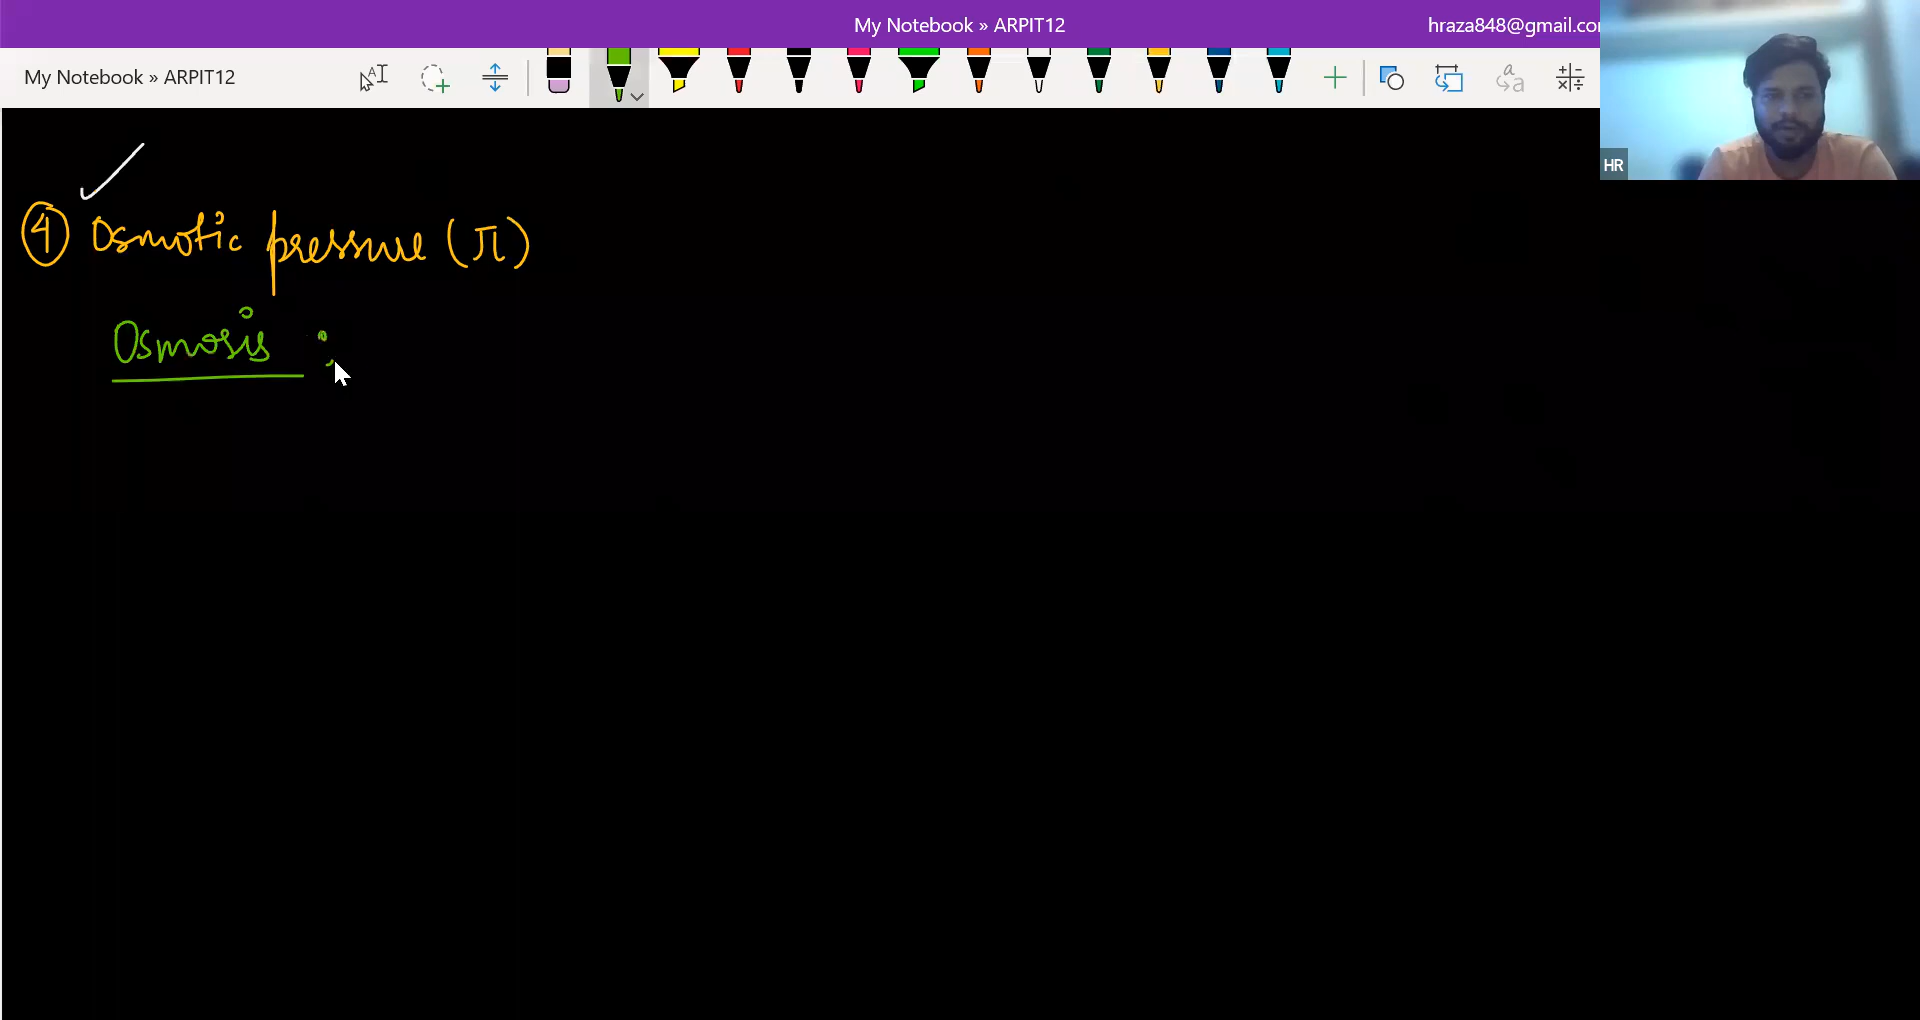 My Notebook » ARPIT12
hraza848@gmail.co
My Notebook » ARPIT12
HR
④ Osmotic pressure (π)
Osmosis :